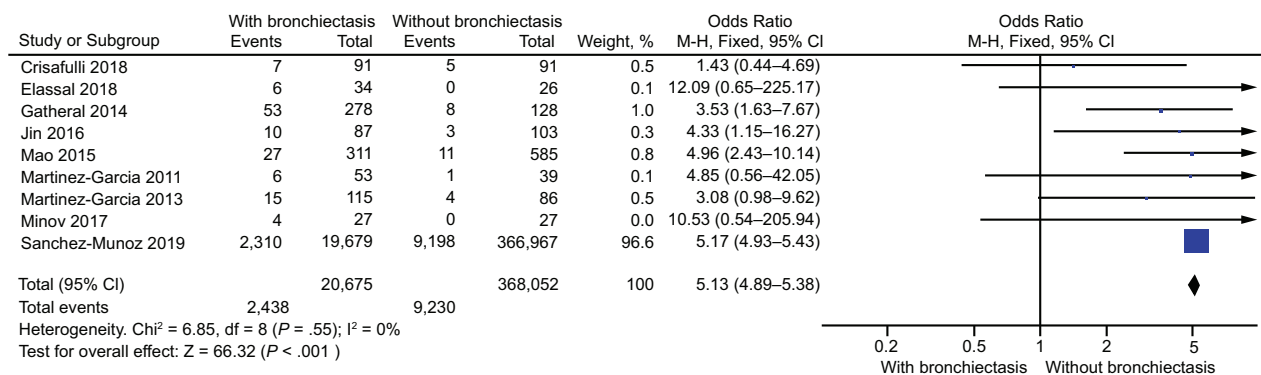 With bronchiectasis Without bronchiectasis Odds Ratio Odds Ratio
Study or Subgroup Events Total Events Total Weight, % M-H, Fixed, 95% CI M-H, Fixed, 95% CI
Crisafulli 2018 7 91 5 91 0.5 1.43 (0.44–4.69)
Elassal 2018 6 34 0 26 0.1 12.09 (0.65–225.17)
Gatheral 2014 53 278 8 128 1.0 3.53 (1.63–7.67)
Jin 2016 10 87 3 103 0.3 4.33 (1.15–16.27)
Mao 2015 27 311 11 585 0.8 4.96 (2.43–10.14)
Martinez-Garcia 2011 6 53 1 39 0.1 4.85 (0.56–42.05)
Martinez-Garcia 2013 15 115 4 86 0.5 3.08 (0.98–9.62)
Minov 2017 4 27 0 27 0.0 10.53 (0.54–205.94)
Sanchez-Munoz 2019 2,310 19,679 9,198 366,967 96.6 5.17 (4.93–5.43)
Total (95% CI) 20,675 368,052 100 5.13 (4.89–5.38)
Total events 2,438 9,230
Heterogeneity. Chi² = 6.85, df = 8 (P = .55); I² = 0%
Test for overall effect: Z = 66.32 (P < .001 )
0.2 0.5 1 2 5
With bronchiectasis Without bronchiectasis